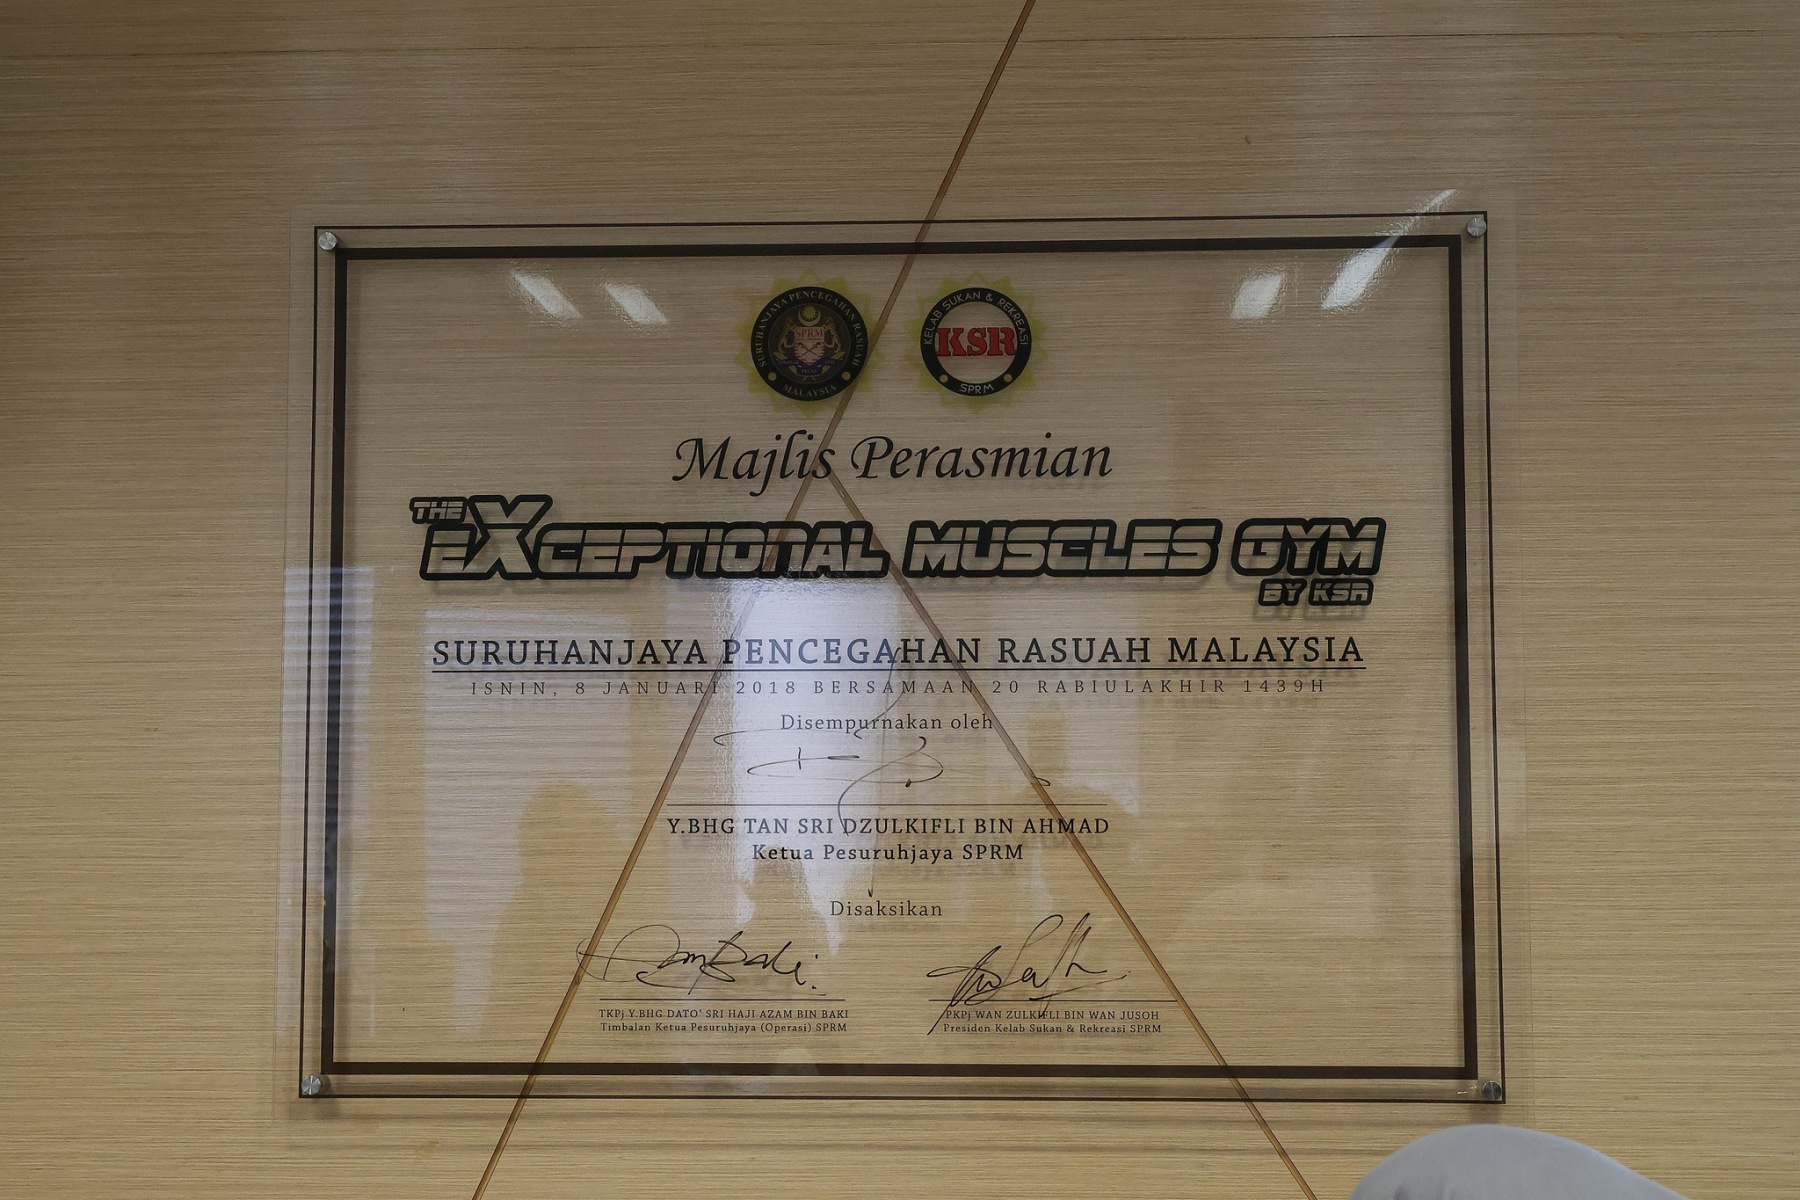 SURUHANJAYA PENCEGAHAN RASUAH
SPRM
MALAYSIA
KELAB SUKAN & REKREASI
KSR
SPRM
Majlis Perasmian
THE
EXCEPTIONAL MUSCLES GYM
BY KSR
SURUHANJAYA PENCEGAHAN RASUAH MALAYSIA
ISNIN, 8 JANUARI 2018 BERSAMAAN 20 RABIULAKHIR 1439H
Disempurnakan oleh
Y.BHG TAN SRI DZULKIFLI BIN AHMAD
Ketua Pesuruhjaya SPRM
Disaksikan
TKPj Y.BHG DATO' SRI HAJI AZAM BIN BAKI
Timbalan Ketua Pesuruhjaya (Operasi) SPRM
PKPj WAN ZULKIFLI BIN WAN JUSOH
Presiden Kelab Sukan & Rekreasi SPRM